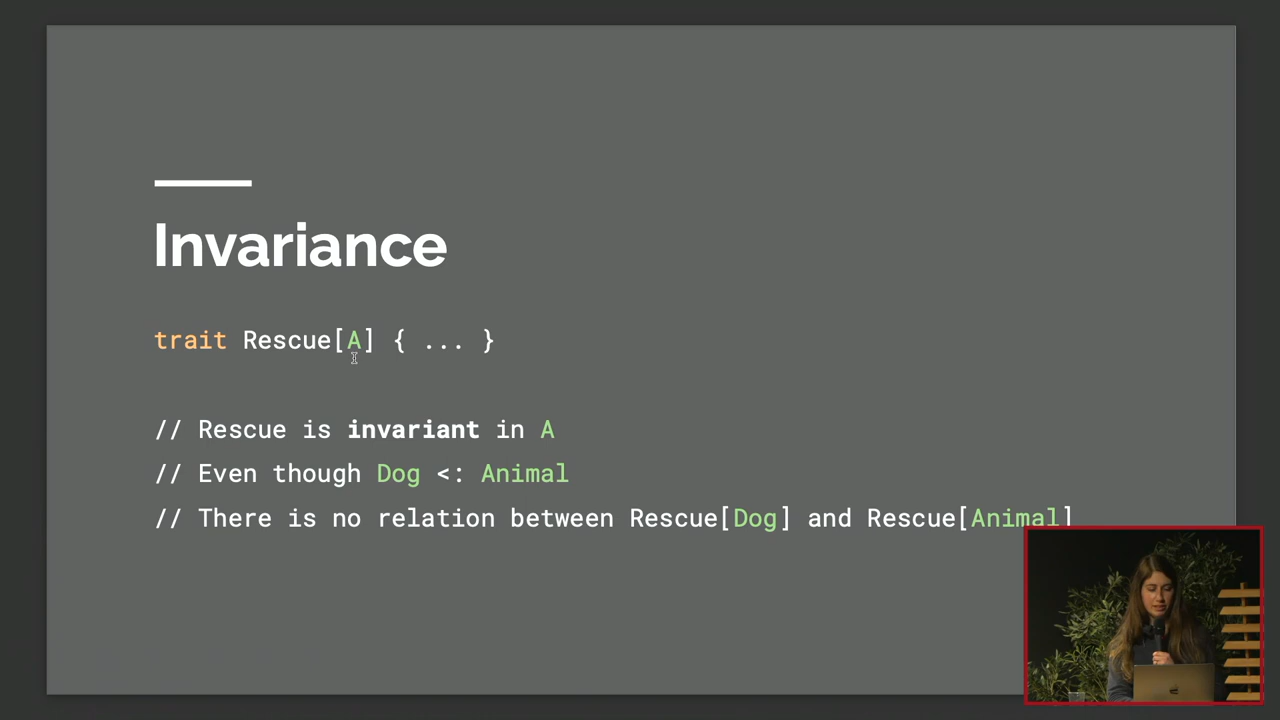 Invariance
trait Rescue[A] { ... }
// Rescue is invariant in A
// Even though Dog <: Animal
// There is no relation between Rescue[Dog] and Rescue[Animal]